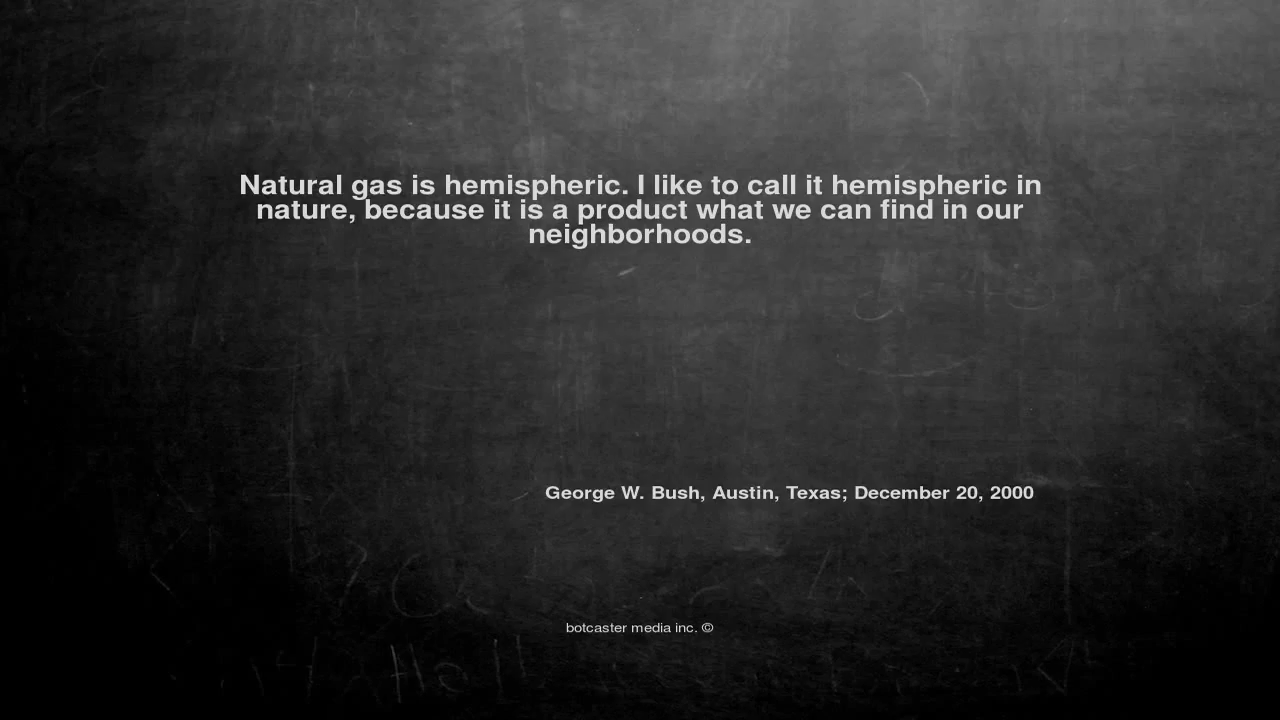 Natural gas is hemispheric. I like to call it hemispheric in
nature, because it is a product what we can find in our
neighborhoods.
George W. Bush, Austin, Texas; December 20, 2000
botcaster media inc. ©